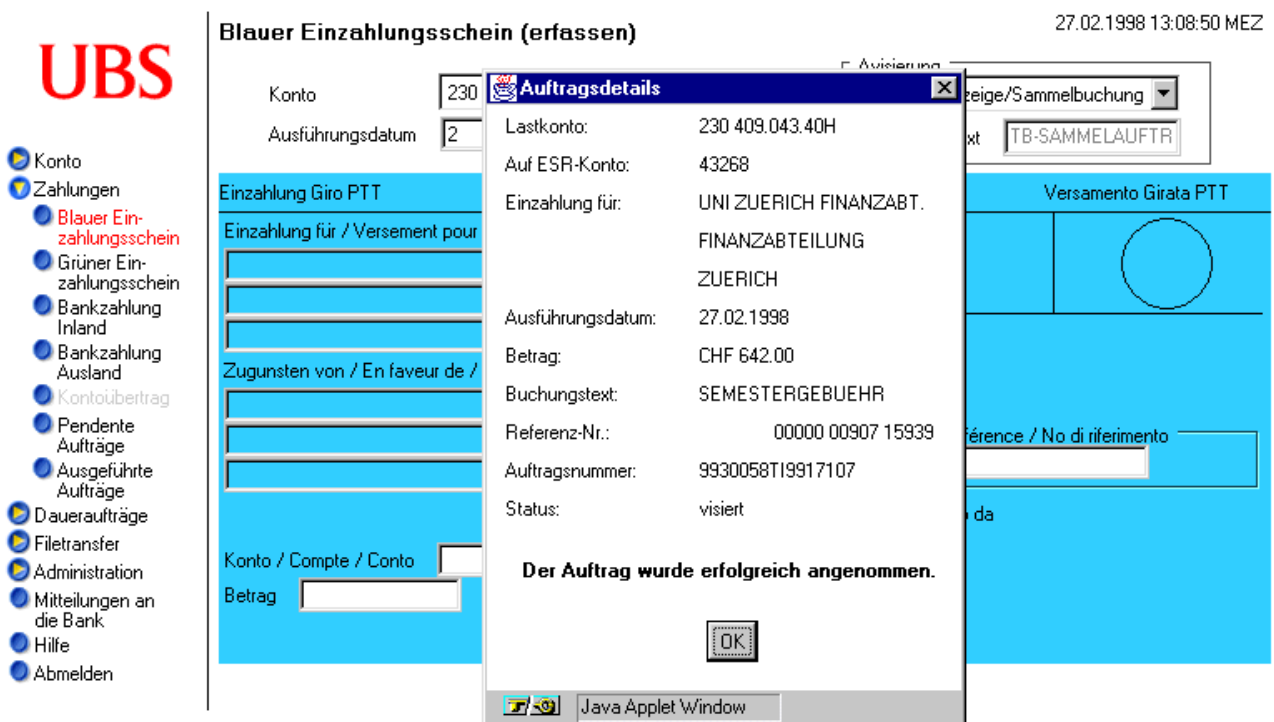 UBS
Blauer Einzahlungsschein (erfassen)
27.02.1998 13:08:50 MEZ
Konto
Zahlungen
Blauer Ein-
zahlungsschein
Grüner Ein-
zahlungsschein
Bankzahlung
Inland
Bankzahlung
Ausland
Kontoübertrag
Pendente
Aufträge
Ausgeführte
Aufträge
Daueraufträge
Filetransfer
Administration
Mitteilungen an
die Bank
Hilfe
Abmelden
Konto 230
Ausführungsdatum 2
Avisierung
zeige/Sammelbuchung
xt TB-SAMMELAUFTR
Einzahlung Giro PTT
Versamento Girata PTT
Einzahlung für / Versement pour
Zugunsten von / En faveur de /
férence / No di riferimento
da
Konto / Compte / Conto
Betrag
Auftragsdetails
Lastkonto: 230 409.043.40H
Auf ESR-Konto: 43268
Einzahlung für: UNI ZUERICH FINANZABT.
FINANZABTEILUNG
ZUERICH
Ausführungsdatum: 27.02.1998
Betrag: CHF 642.00
Buchungstext: SEMESTERGEBUEHR
Referenz-Nr.: 00000 00907 15939
Auftragsnummer: 9930058TI9917107
Status: visiert
Der Auftrag wurde erfolgreich angenommen.
OK
Java Applet Window